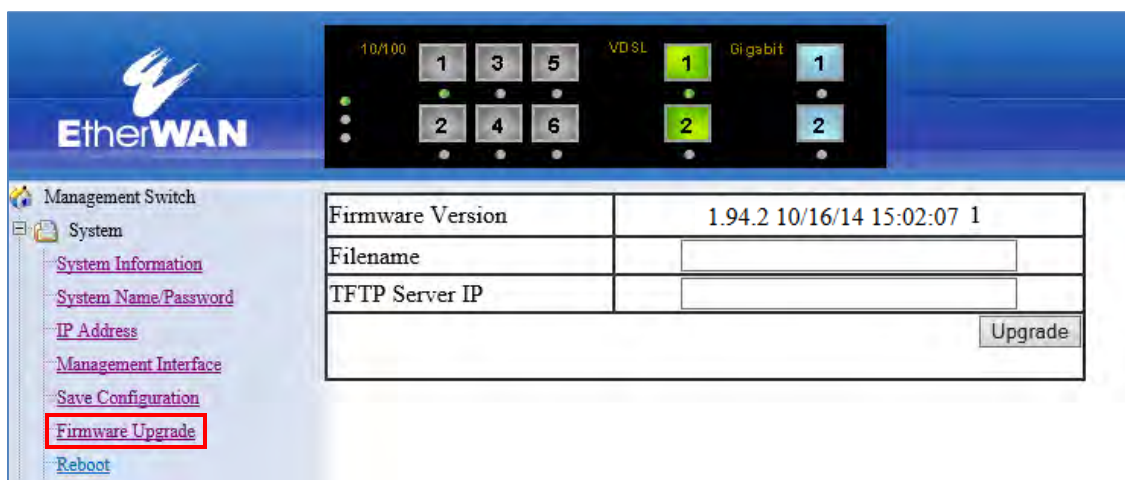 10/100 VDSL Gigabit
1 3 5 1 1
2 4 6 2 2
EtherWAN
Management Switch
System
System Information
System Name/Password
IP Address
Management Interface
Save Configuration
Firmware Upgrade
Reboot
Firmware Version 1.94.2 10/16/14 15:02:07 1
Filename
TFTP Server IP
Upgrade